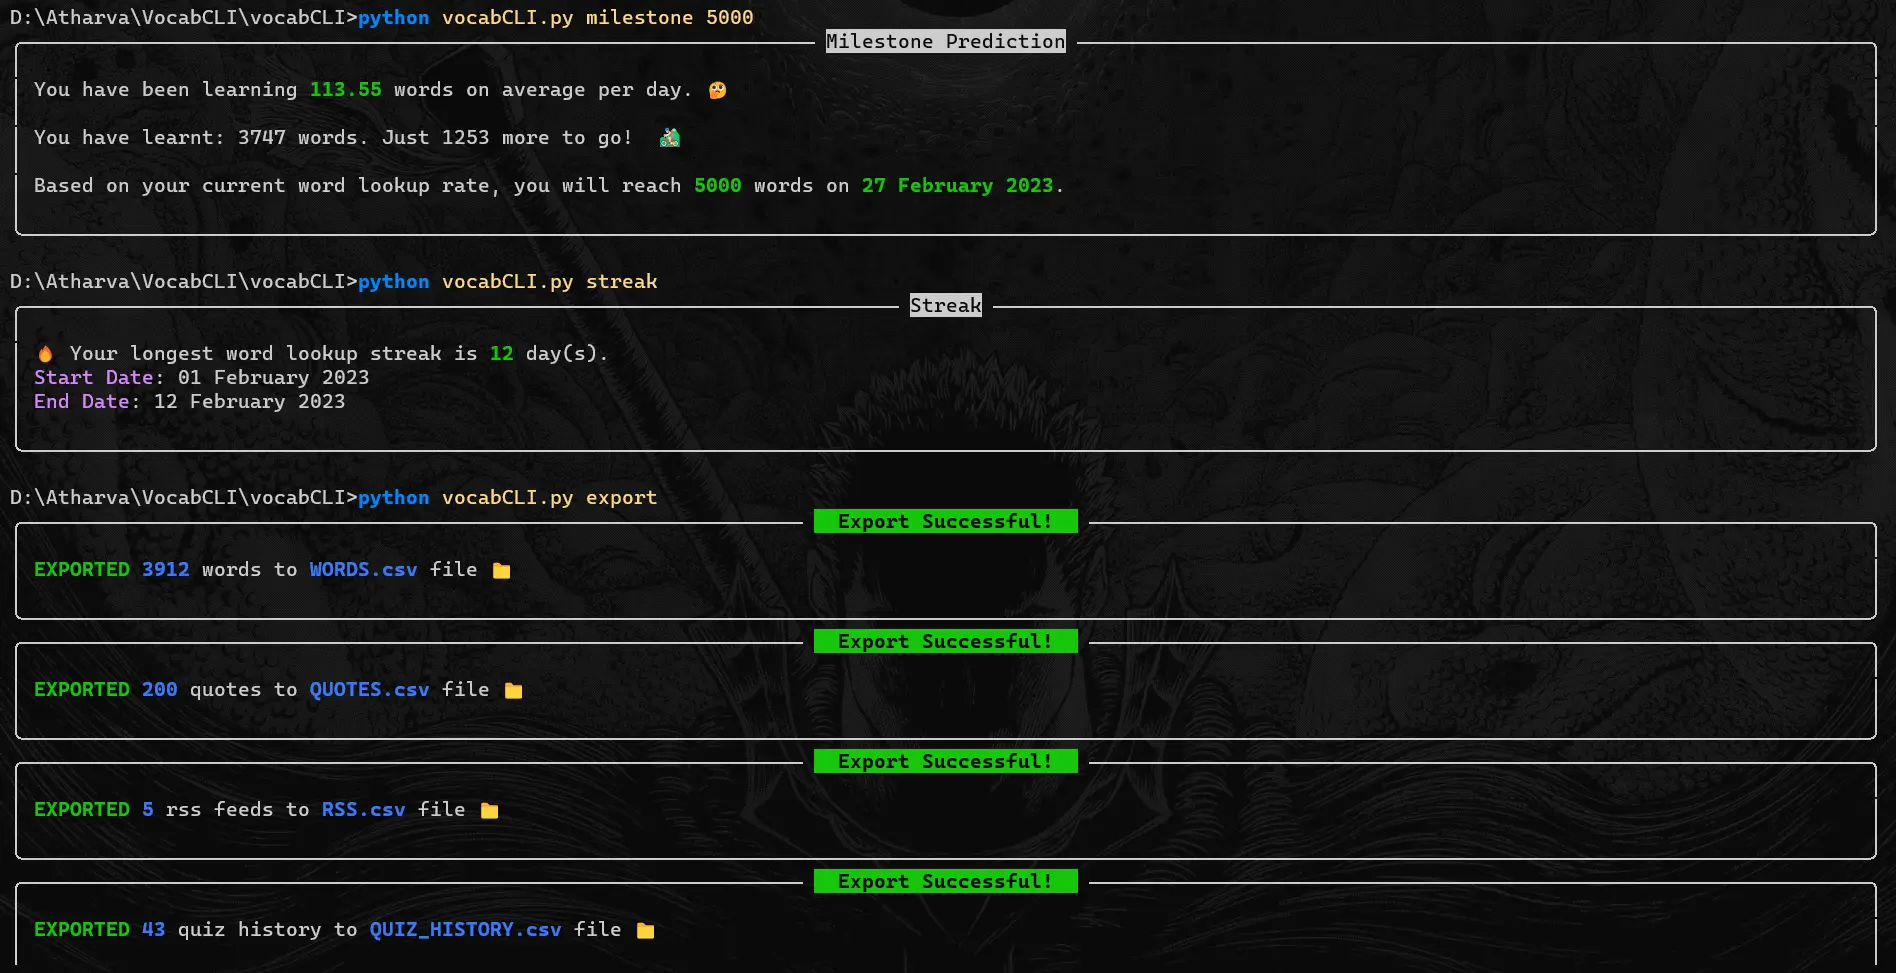 D:\Atharva\VocabCLI\vocabCLI>python vocabCLI.py milestone 5000
Milestone Prediction
You have been learning 113.55 words on average per day. 🤔
You have learnt: 3747 words. Just 1253 more to go!
Based on your current word lookup rate, you will reach 5000 words on 27 February 2023.
D:\Atharva\VocabCLI\vocabCLI>python vocabCLI.py streak
Streak
🔥 Your longest word lookup streak is 12 day(s).
Start Date: 01 February 2023
End Date: 12 February 2023
D:\Atharva\VocabCLI\vocabCLI>python vocabCLI.py export
Export Successful!
EXPORTED 3912 words to WORDS.csv file 📁
Export Successful!
EXPORTED 200 quotes to QUOTES.csv file 📁
Export Successful!
EXPORTED 5 rss feeds to RSS.csv file 📁
Export Successful!
EXPORTED 43 quiz history to QUIZ_HISTORY.csv file 📁